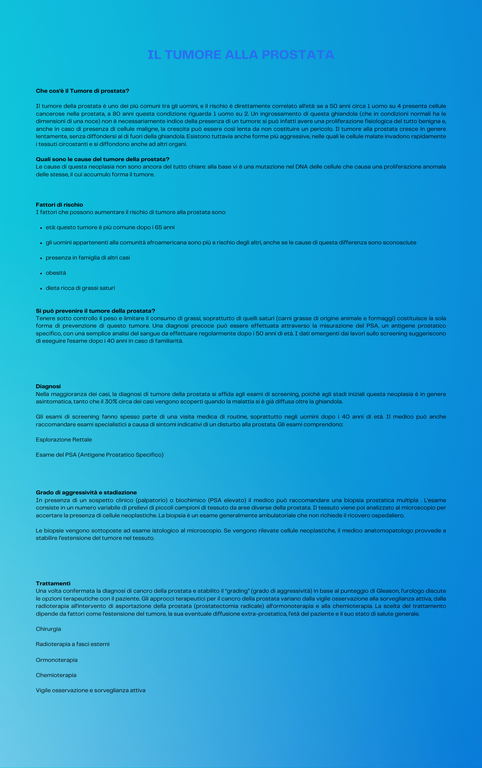 IL TUMORE ALLA PROSTATA
Che cos'è il Tumore di prostata?
Il tumore della prostata è uno dei più comuni tra gli uomini, e il rischio è direttamente correlato all'età se a 50 anni circa 1 uomo su 4 presenta cellule
cancerose nella prostata, a 80 anni questa condizione riguarda 1 uomo su 2. Un ingrossamento della ghiandola (che in condizioni normali ha le
dimensioni di una noce) non è necessariamente indice della presenza di un tumore: si può infatti avere una proliferazione fisiologica del tutto benigna e,
anche in caso di presenza di cellule maligne, la crescita può essere così lenta da non costituire un pericolo. Il tumore alla prostata cresce in genere
lentamente, senza diffondersi al di fuori della ghiandola. Esistono tuttavia anche forme più aggressive, nelle quali le cellule malate invadono rapidamente
i tessuti circostanti e si diffondono anche ad altri organi.
Quali sono le cause del tumore della prostata?
Le cause di questa neoplasia non sono ancora del tutto chiare: alla base vi è una mutazione nel DNA delle cellule che causa una proliferazione anomala
delle stesse, il cui accumulo forma il tumore.
Fattori di rischio
I fattori che possono aumentare il rischio di tumore alla prostata sono
• età: questo tumore è più comune dopo i 65 anni
• gli uomini appartenenti alla comunità afroamericana sono più a rischio degli altri, anche se le cause di questa differenza sono sconosciute
• presenza in famiglia di altri casi
• obesità
• dieta ricca di grassi saturi
Si può prevenire il tumore della prostata?
Tenere sotto controllo il peso e limitare il consumo di grassi, soprattutto di quelli saturi (carni grasse di origine animale e formaggi) costituisce la sola
forma di prevenzione di questo tumore. Una diagnosi precoce può essere effettuata attraverso la misurazione del PSA, un antigene prostatico
specifico, con una semplice analisi del sangue da effettuare regolarmente dopo i 50 anni di età. I dati emergenti dai lavori sullo screening suggeriscono
di eseguire l'esame dopo i 40 anni in caso di familiarità.
Diagnosi
Nella maggioranza dei casi, la diagnosi di tumore della prostata si affida agli esami di screening, poiché agli stadi iniziali questa neoplasia è in genere
asintomatica, tanto che il 30% circa dei casi vengono scoperti quando la malattia si è già diffusa oltre la ghiandola.
Gli esami di screening fanno spesso parte di una visita medica di routine, soprattutto negli uomini dopo i 40 anni di età. Il medico può anche
raccomandare esami specialistici a causa di sintomi indicativi di un disturbo alla prostata. Gli esami comprendono:
Esplorazione Rettale
Esame del PSA (Antigene Prostatico Specifico)
Grado di aggressività e stadiazione
In presenza di un sospetto clinico (palpatorio) o biochimico (PSA elevato) il medico può raccomandare una biopsia prostatica multipla . L'esame
consiste in un numero variabile di prelievi di piccoli campioni di tessuto da aree diverse della prostata. Il tessuto viene poi analizzato al microscopio per
accertare la presenza di cellule neoplastiche. La biopsia è un esame generalmente ambulatoriale che non richiede il ricovero ospedaliero.
Le biopsie vengono sottoposte ad esame istologico al microscopio. Se vengono rilevate cellule neoplastiche, il medico anatomopatologo provvede a
stabilire l'estensione del tumore nel tessuto.
Trattamenti
Una volta confermata la diagnosi di cancro della prostata e stabilito il "grading" (grado di aggressività) in base al punteggio di Gleason, l'urologo discute
le opzioni terapeutiche con il paziente. Gli approcci terapeutici per il cancro della prostata variano dalla vigile osservazione alla sorveglianza attiva, dalla
radioterapia all'intervento di asportazione della prostata (prostatectomia radicale) all'ormonoterapia e alla chemioterapia. La scelta del trattamento
dipende da fattori come l'estensione del tumore, la sua eventuale diffusione extra-prostatica, l'età del paziente e il suo stato di salute generale.
Chirurgia
Radioterapia a fasci esterni
Ormonoterapia
Chemioterapia
Vigile osservazione e sorveglianza attiva